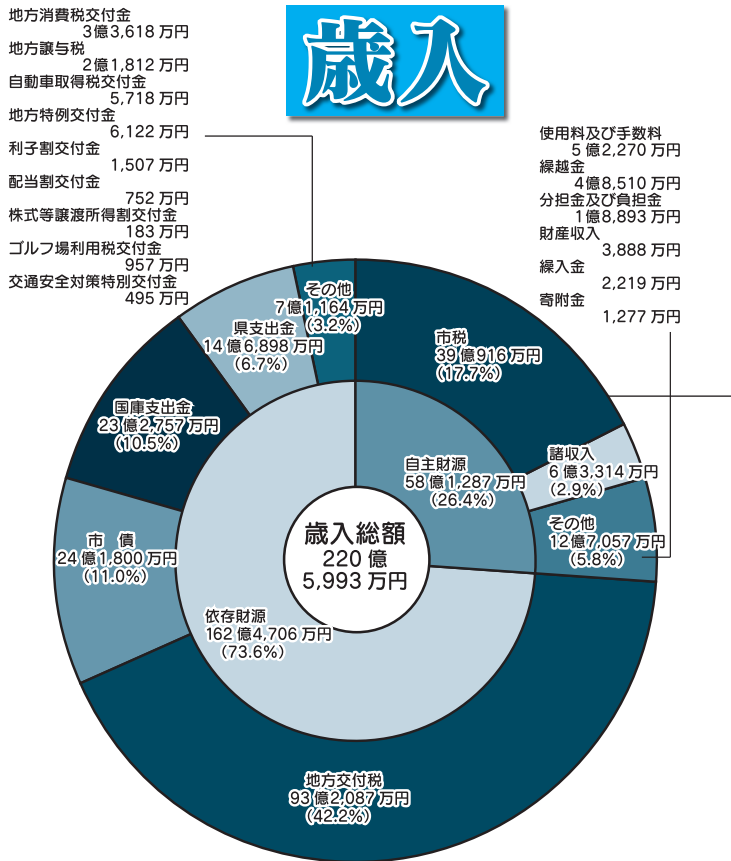 歳入
地方消費税交付金
3億3,618万円
地方譲与税
2億1,812万円
自動車取得税交付金
5,718万円
地方特例交付金
6,122万円
利子割交付金
1,507万円
配当割交付金
752万円
株式等譲渡所得割交付金
183万円
ゴルフ場利用税交付金
957万円
交通安全対策特別交付金
495万円
使用料及び手数料
5億2,270万円
繰越金
4億8,510万円
分担金及び負担金
1億8,893万円
財産収入
3,888万円
繰入金
2,219万円
寄附金
1,277万円
その他
7億1,164万円
(3.2%)
県支出金
14億6,898万円
(6.7%)
市税
39億916万円
(17.7%)
国庫支出金
23億2,757万円
(10.5%)
自主財源
58億1,287万円
(26.4%)
諸収入
6億3,314万円
(2.9%)
その他
12億7,057万円
(5.8%)
市 債
24億1,800万円
(11.0%)
歳入総額
220億
5,993万円
依存財源
162億4,706万円
(73.6%)
地方交付税
93億2,087万円
(42.2%)